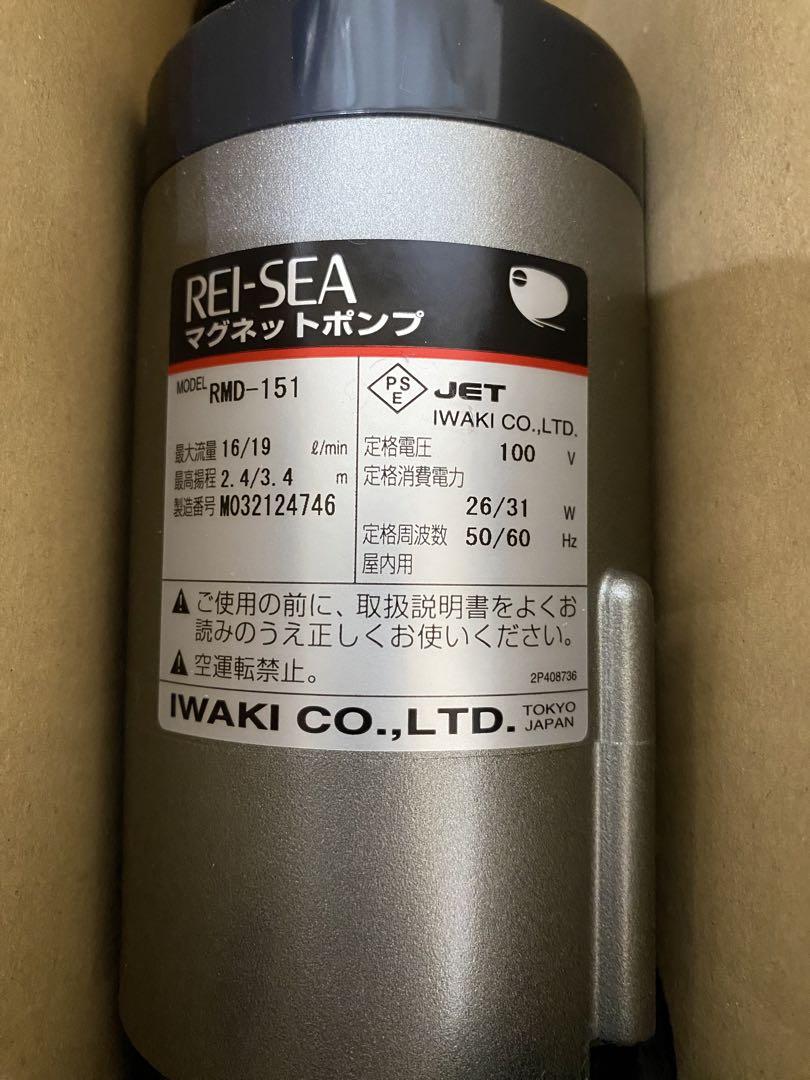 REI-SEA
マグネットポンプ
MODEL RMD-151
最大流量 16/19 ℓ/min
最高揚程 2.4/3.4 m
製造番号 M032124746
PS
E
JET
IWAKI CO.,LTD.
定格電圧 100 V
定格消費電力
26/31 W
定格周波数 50/60 Hz
屋内用
ご使用の前に、取扱説明書をよくお
読みのうえ正しくお使いください。
空運転禁止。
2P408736
IWAKI CO.,LTD. TOKYO
JAPAN